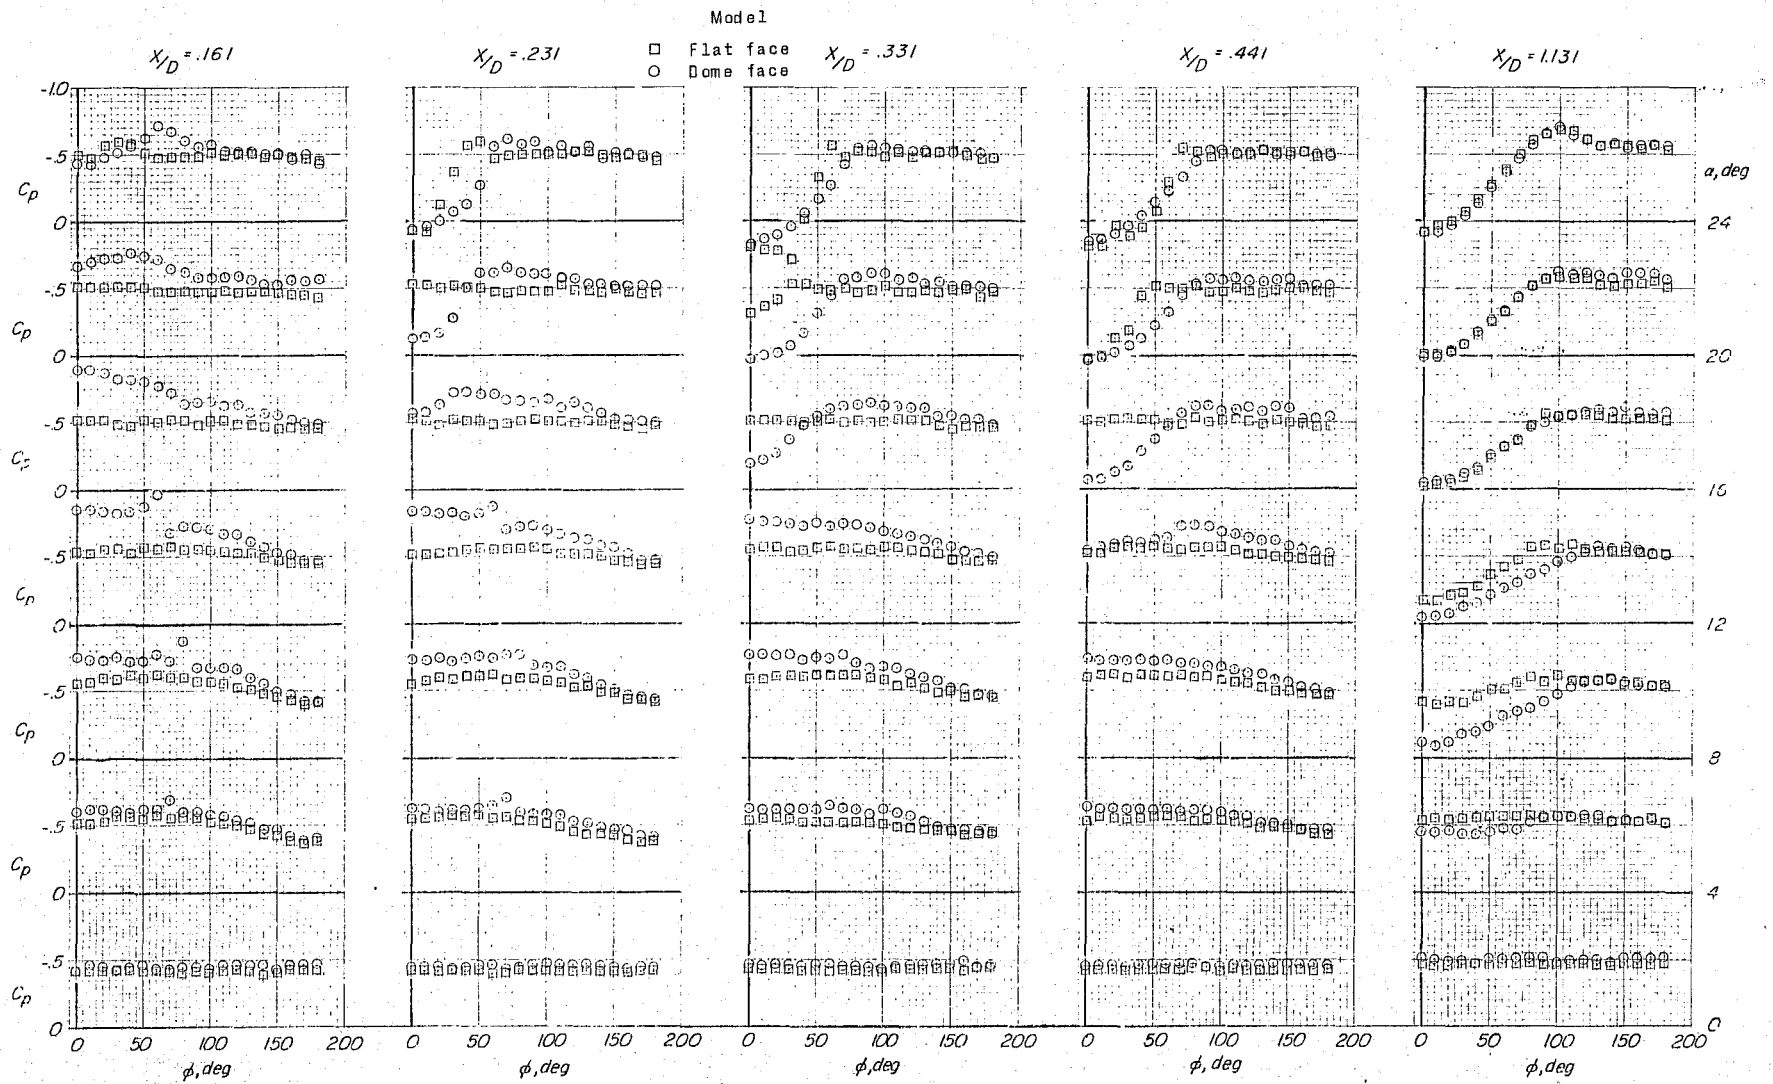 Model
□ Flat face
○ Dome face
X/D = .161
X/D = .231
X/D = .331
X/D = .441
X/D = 1.131
-1.0
-.5
Cp
0
-.5
Cp
0
-.5
0
-.5
Cp
0
-.5
Cp
0
-.5
Cp
0
-.5
Cp
0
α, deg
24
20
16
12
8
4
0
0 50 100 150 200
0 50 100 150 200
0 50 100 150 200
0 50 100 150 200
0 50 100 150 200
φ, deg
φ, deg
φ, deg
φ, deg
φ, deg